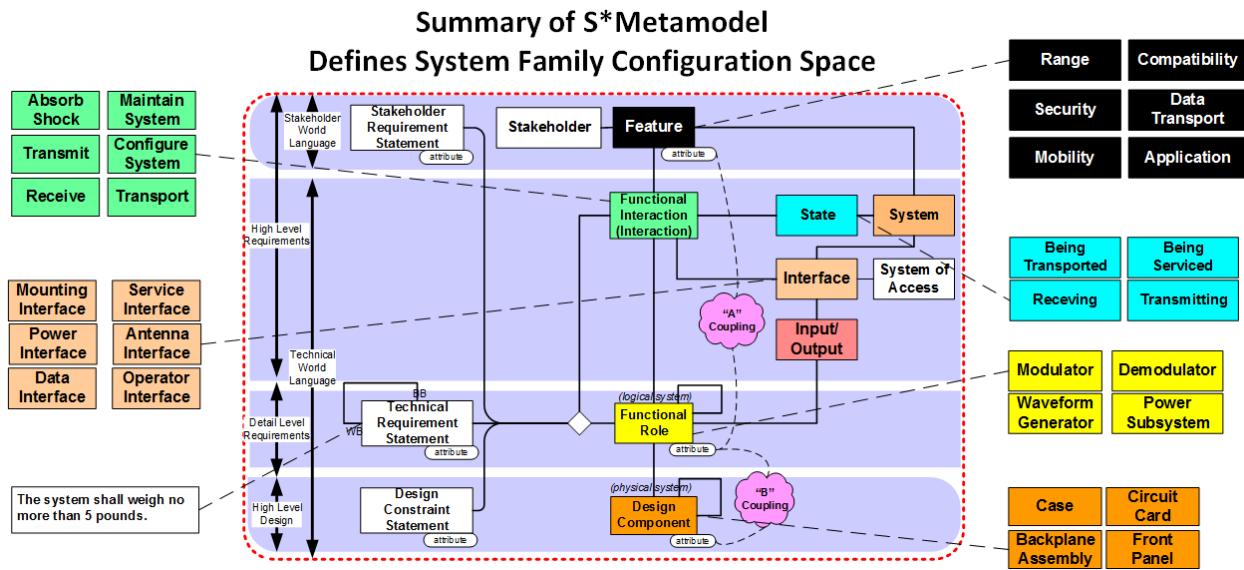 Summary of S*Metamodel
Defines System Family Configuration Space
Absorb
Shock
Maintain
System
Transmit
Configure
System
Receive
Transport
Mounting
Interface
Service
Interface
Power
Interface
Antenna
Interface
Data
Interface
Operator
Interface
The system shall weigh no
more than 5 pounds.
Stakeholder
World
Language
High Level
Requirements
Technical
World
Language
Detail Level
Requirements
High Level
Design
Stakeholder
Requirement
Statement
attribute
Stakeholder
Feature
attribute
Functional
Interaction
(Interaction)
State
System
Interface
System of
Access
"A"
Coupling
Input/
Output
BB
WB
Technical
Requirement
Statement
attribute
(logical system)
Functional
Role
attribute
Design
Constraint
Statement
attribute
(physical system)
Design
Component
attribute
"B"
Coupling
Range
Compatibility
Security
Data
Transport
Mobility
Application
Being
Transported
Being
Serviced
Receving
Transmitting
Modulator
Demodulator
Waveform
Generator
Power
Subsystem
Case
Circuit
Card
Backplane
Assembly
Front
Panel